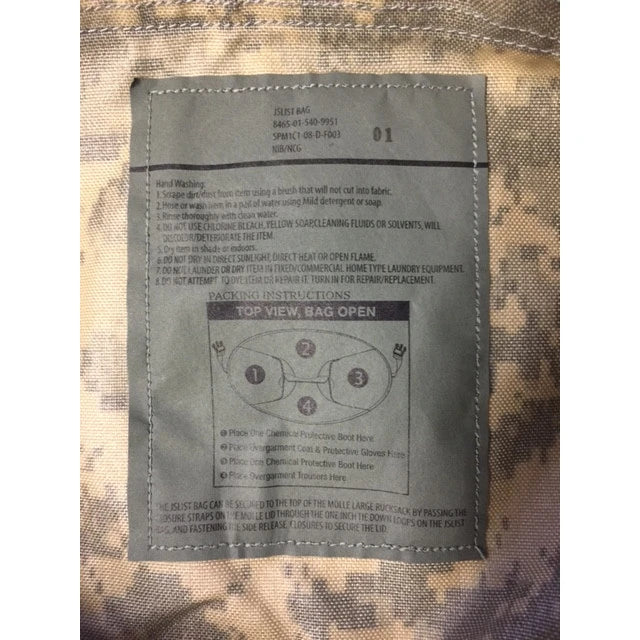 JSLIST BAG
8465-01-540-9951
SPM1C1-08-D-F003 01
NIB/NCG
Hand Washing:
1. Scrape dirt/dust from item using a brush that will not cut into fabric.
2. Hose or wash item in a pail of water using Mild detergent or soap.
3. Rinse thoroughly with clean water.
4. DO NOT USE CHLORINE BLEACH, YELLOW SOAP,CLEANING FLUIDS OR SOLVENTS, WILL
DISCOLOR/DETERIORATE THE ITEM.
5. Dry item in shade or indoors.
6. DO NOT DRY IN DIRECT SUNLIGHT, DIRECT HEAT OR OPEN FLAME.
7. DO NOT LAUNDER OR DRY ITEM IN FIXED/COMMERCIAL HOME TYPE LAUNDRY EQUIPMENT.
8. DO NOT ATTEMPT TO DYE ITEM OR REPAIR IT. TURN IN FOR REPAIR/REPLACEMENT.
PACKING INSTRUCTIONS
TOP VIEW, BAG OPEN
2
1 3
4
1 Place One Chemical Protective Boot Here
2 Place Overgarment Coat & Protective Gloves Here
3 Place One Chemical Protective Boot Here
4 Place Overgarment Trousers Here
THE JSLIST BAG CAN BE SECURED TO THE TOP OF THE MOLLE LARGE RUCKSACK BY PASSING THE
CLOSURE STRAPS ON THE MOLLE LID THROUGH THE ONE INCH TIE DOWN LOOPS ON THE JSLIST
BAG, AND FASTENING THE SIDE RELEASE, CLOSURES TO SECURE THE LID.